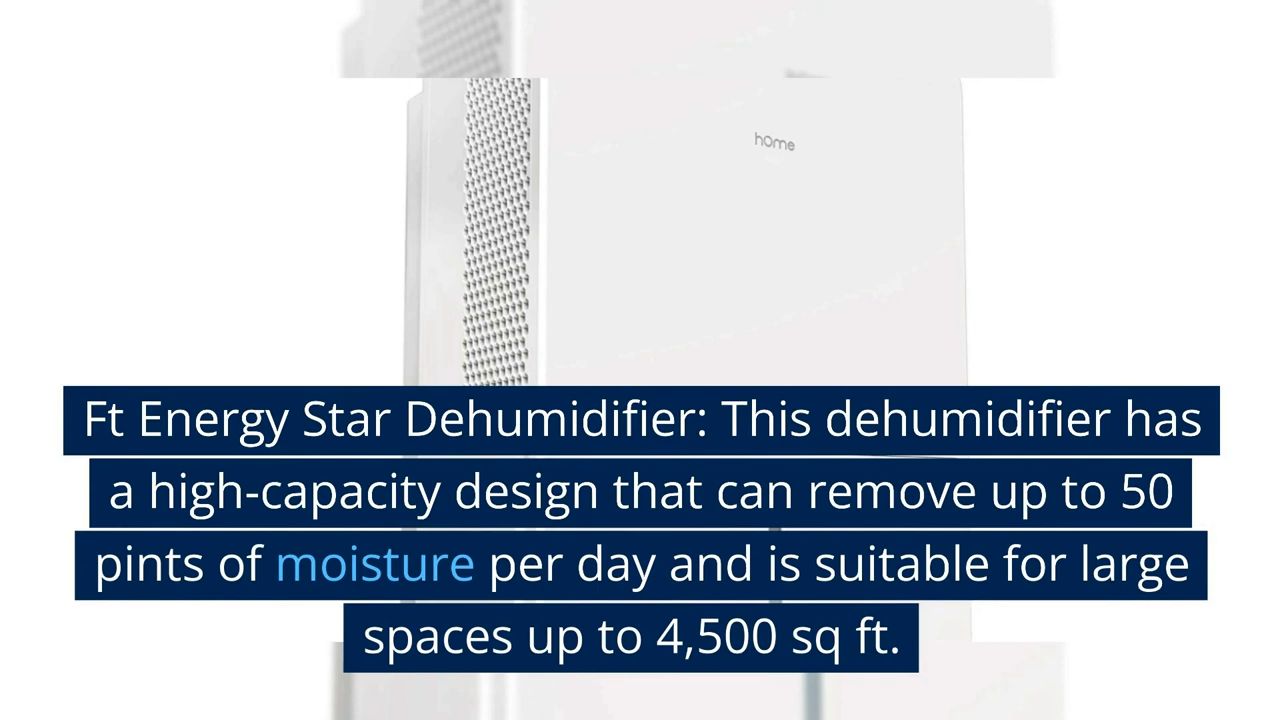 home
Ft Energy Star Dehumidifier: This dehumidifier has
a high-capacity design that can remove up to 50
pints of moisture per day and is suitable for large
spaces up to 4,500 sq ft.